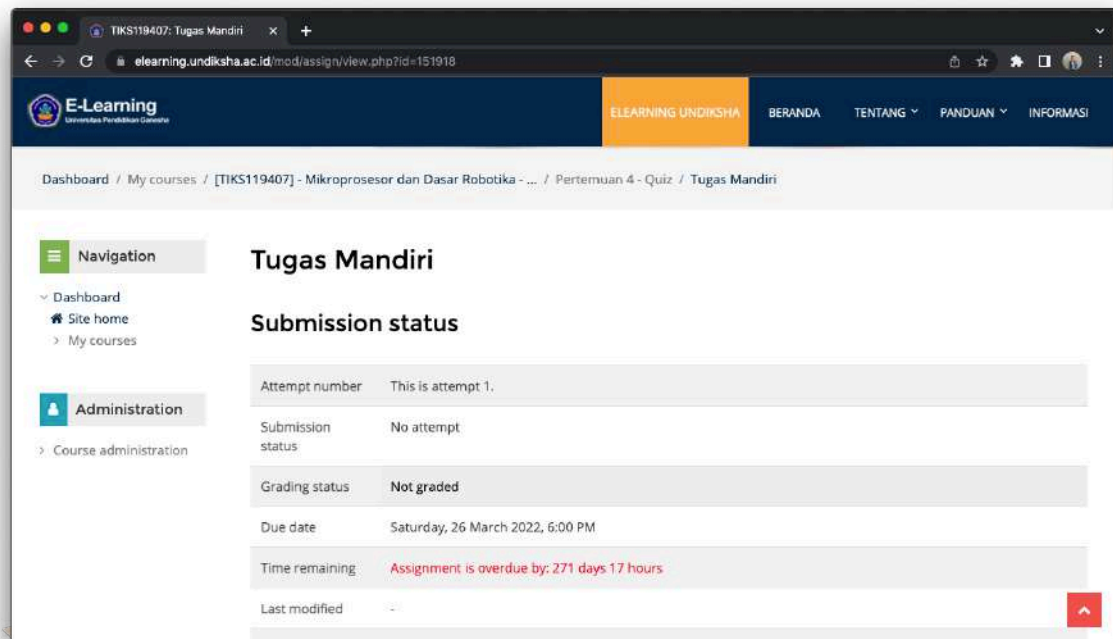 TIKS119407: Tugas Mandiri
elearning.undiksha.ac.id/mod/assign/view.php?id=151918
E-Learning
Universitas Pendidikan Ganesha
ELEARNING UNDIKSHA BERANDA TENTANG PANDUAN INFORMASI
Dashboard / My courses / [TIKS119407] - Mikroprosesor dan Dasar Robotika - ... / Pertemuan 4 - Quiz / Tugas Mandiri
Navigation
Dashboard
Site home
My courses
Administration
Course administration
Tugas Mandiri
Submission status
Attempt number This is attempt 1.
Submission status No attempt
Grading status Not graded
Due date Saturday, 26 March 2022, 6:00 PM
Time remaining Assignment is overdue by: 271 days 17 hours
Last modified -